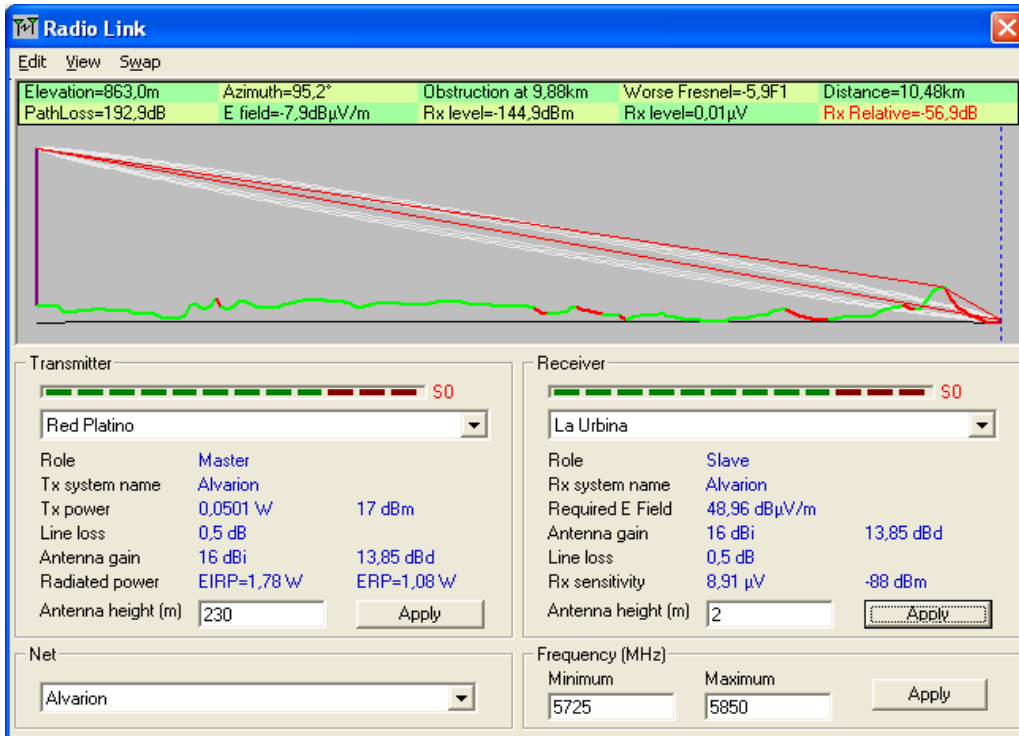 Radio Link
Edit View Swap
Elevation=863,0m Azimuth=95,2° Obstruction at 9,88km Worse Fresnel=-5,9F1 Distance=10,48km
PathLoss=192,9dB E field=-7,9dBµV/m Rx level=-144,9dBm Rx level=0,01µV Rx Relative=-56,9dB
Transmitter
S0
Red Platino
Role Master
Tx system name Alvarion
Tx power 0,0501 W 17 dBm
Line loss 0,5 dB
Antenna gain 16 dBi 13,85 dBd
Radiated power EIRP=1,78 W ERP=1,08 W
Antenna height (m) 230 Apply
Receiver
S0
La Urbina
Role Slave
Rx system name Alvarion
Required E Field 48,96 dBµV/m
Antenna gain 16 dBi 13,85 dBd
Line loss 0,5 dB
Rx sensitivity 8,91 µV -88 dBm
Antenna height (m) 2 Apply
Net
Alvarion
Frequency (MHz)
Minimum Maximum
5725 5850 Apply